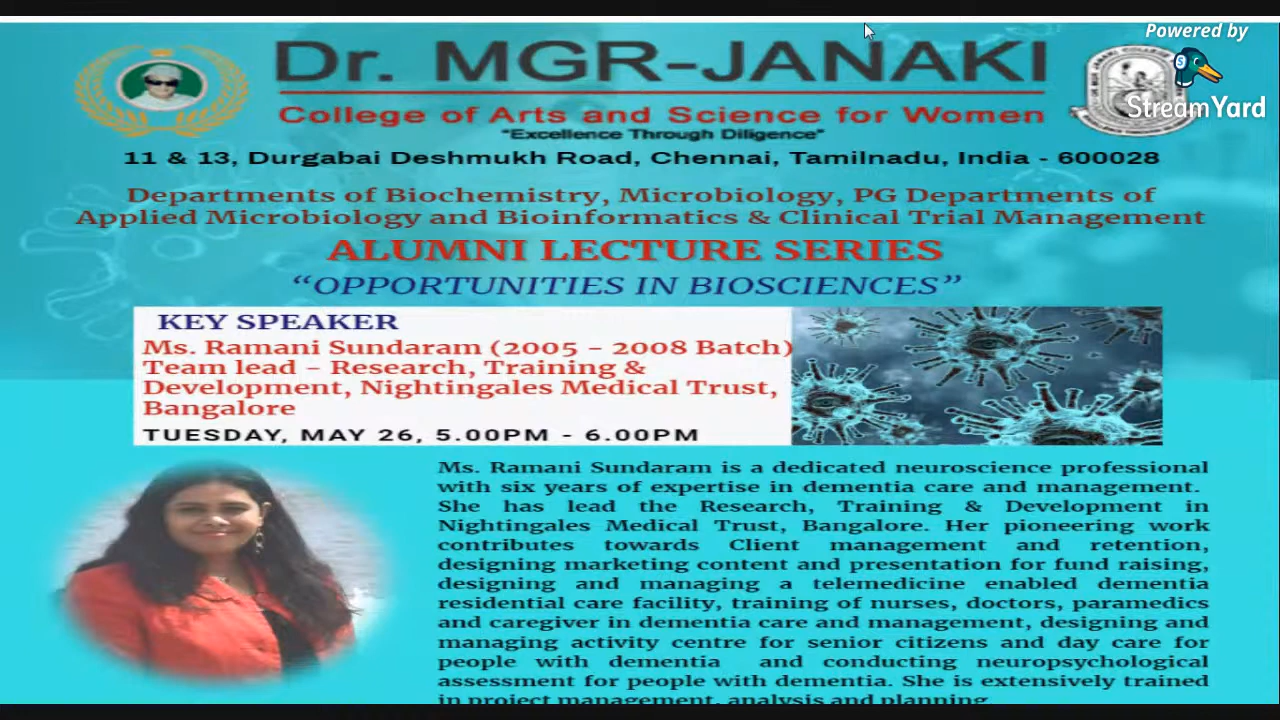 Powered by
StreamYard
Dr. MGR-JANAKI
College of Arts and Science for Women
"Excellence Through Diligence"
11 & 13, Durgabai Deshmukh Road, Chennai, Tamilnadu, India - 600028
Departments of Biochemistry, Microbiology, PG Departments of
Applied Microbiology and Bioinformatics & Clinical Trial Management
ALUMNI LECTURE SERIES
“OPPORTUNITIES IN BIOSCIENCES”
KEY SPEAKER
Ms. Ramani Sundaram (2005 – 2008 Batch)
Team lead – Research, Training &
Development, Nightingales Medical Trust,
Bangalore
TUESDAY, MAY 26, 5.00PM - 6.00PM
Ms. Ramani Sundaram is a dedicated neuroscience professional
with six years of expertise in dementia care and management.
She has lead the Research, Training & Development in
Nightingales Medical Trust, Bangalore. Her pioneering work
contributes towards Client management and retention,
designing marketing content and presentation for fund raising,
designing and managing a telemedicine enabled dementia
residential care facility, training of nurses, doctors, paramedics
and caregiver in dementia care and management, designing and
managing activity centre for senior citizens and day care for
people with dementia and conducting neuropsychological
assessment for people with dementia. She is extensively trained
in project management, analysis and planning